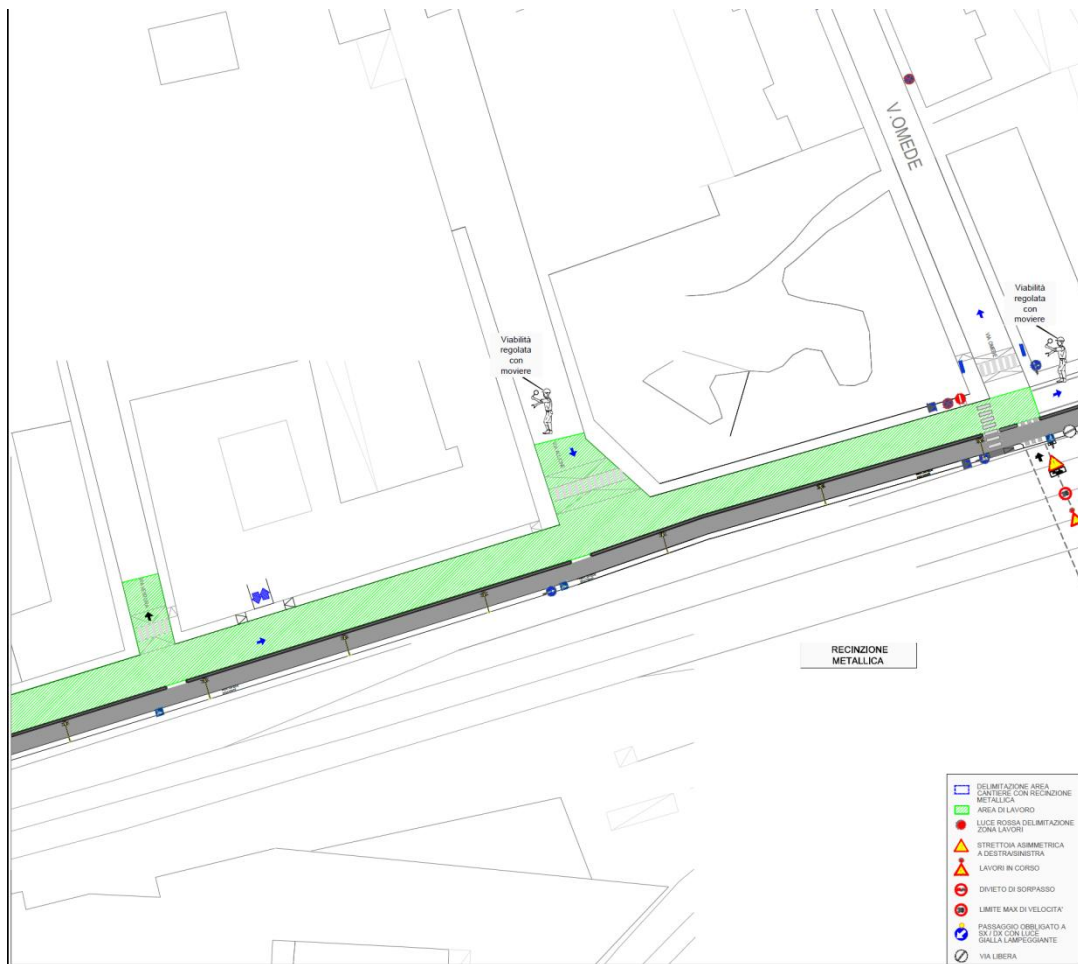 V.OMEDE
Viabilità
regolata
con
moviere
Viabilità
regolata
con
moviere
VIA OMEDE
RECINZIONE
METALLICA
DELIMITAZIONE AREA
CANTIERE CON RECINZIONE
METALLICA
AREA DI LAVORO
LUCE ROSSA DELIMITAZIONE
ZONA LAVORI
STRETTOIA ASIMMETRICA
A DESTRA/SINISTRA
LAVORI IN CORSO
DIVIETO DI SORPASSO
LIMITE MAX DI VELOCITA'
PASSAGGIO OBBLIGATO A
SX / DX CON LUCE
GIALLA LAMPEGGIANTE
VIA LIBERA